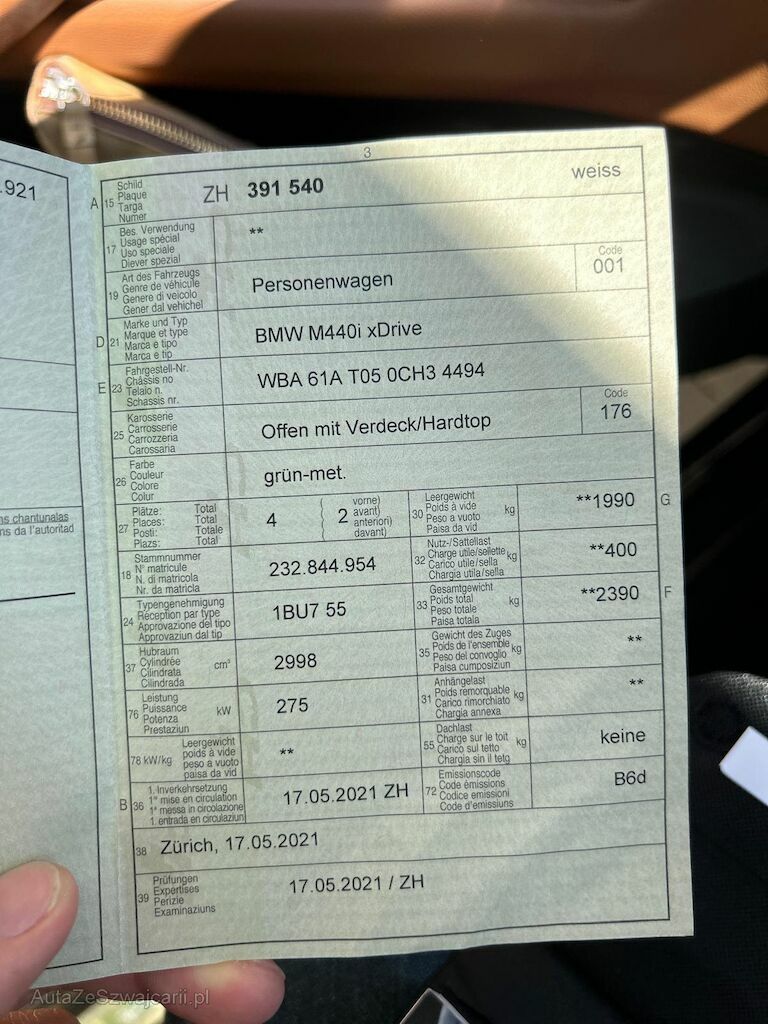 .921
ns chantunalas
ns da l'autoritad
3
A 15 Schild
Plaque
Targa
Numer
ZH 391 540 weiss
17 Bes. Verwendung
Usage spécial
Uso speciale
Diever spezial
**
19 Art des Fahrzeugs
Genre de véhicule
Genere di veicolo
Gener dal vehichel
Personenwagen
Code
001
D 21 Marke und Typ
Marque et type
Marca e tipo
Marca e tip
BMW M440i xDrive
E 23 Fahrgestell-Nr.
Châssis no
Telaio n.
Schassis nr.
WBA 61A T05 0CH3 4494
25 Karosserie
Carrosserie
Carrozzeria
Carossaria
Offen mit Verdeck/Hardtop
Code
176
26 Farbe
Couleur
Colore
Colur
grün-met.
27 Plätze: Total
Places: Total
Posti: Totale
Plazs: Total
4 ( 2 vorne)
avant)
anteriori)
davant)
30 Leergewicht
Poids à vide
Peso a vuoto
Paisa da vid
kg
**1990 G
18 Stammnummer
N° matricule
N. di matricola
Nr. da matricla
232.844.954
32 Nutz-/Sattellast
Charge utile/sellette
Carico utile/sella
Chargia utila/sella
kg
**400
24 Typengenehmigung
Réception par type
Approvazione del tipo
Approvaziun dal tip
1BU7 55
33 Gesamtgewicht
Poids total
Peso totale
Paisa totala
kg
**2390 F
37 Hubraum
Cylindrée
Cilindrata
Cilindrada
cm³
2998
35 Gewicht des Zuges
Poids de l'ensemble
Peso del convoglio
Paisa cumposiziun
kg
**
76 Leistung
Puissance
Potenza
Prestaziun
kW
275
31 Anhängelast
Poids remorquable
Carico rimorchiato
Chargia annexa
kg
**
78 kW/kg Leergewicht
poids à vide
peso a vuoto
paisa da vid
**
55 Dachlast
Charge sur le toit
Carico sul tetto
Chargia sin il tetg
kg
keine
B 36 1. Inverkehrsetzung
1re mise en circulation
1a messa in circolazione
1. entrada en circulaziun
17.05.2021 ZH
72 Emissionscode
Code émissions
Codice emissioni
Code d'emissiuns
B6d
38 Zürich, 17.05.2021
39 Prüfungen
Expertises
Perizie
Examinaziuns
17.05.2021 / ZH
AutaZeSzwajcarii.pl